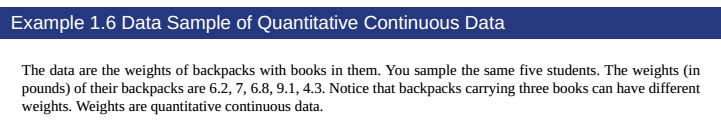 Example 1.6 Data Sample of Quantitative Continuous Data
The data are the weights of backpacks with books in them. You sample the same five students. The weights (in
pounds) of their backpacks are 6.2, 7, 6.8, 9.1, 4.3. Notice that backpacks carrying three books can have different
weights. Weights are quantitative continuous data.